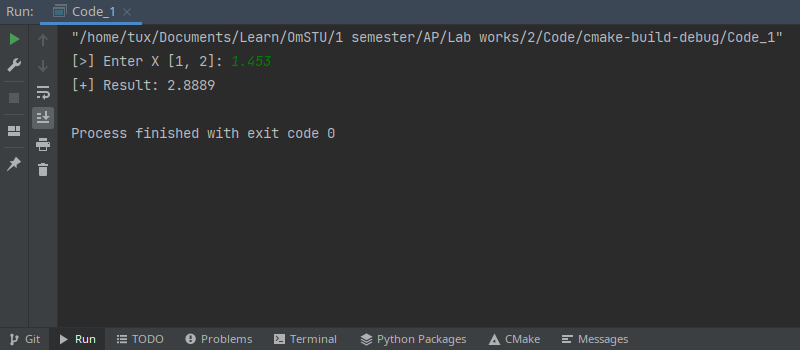 Run: Code_1
"/home/tux/Documents/Learn/OmSTU/1 semester/AP/Lab works/2/Code/cmake-build-debug/Code_1"
[>] Enter X [1, 2]: 1.453
[+] Result: 2.8889
Process finished with exit code 0
Git Run TODO Problems Terminal Python Packages CMake Messages